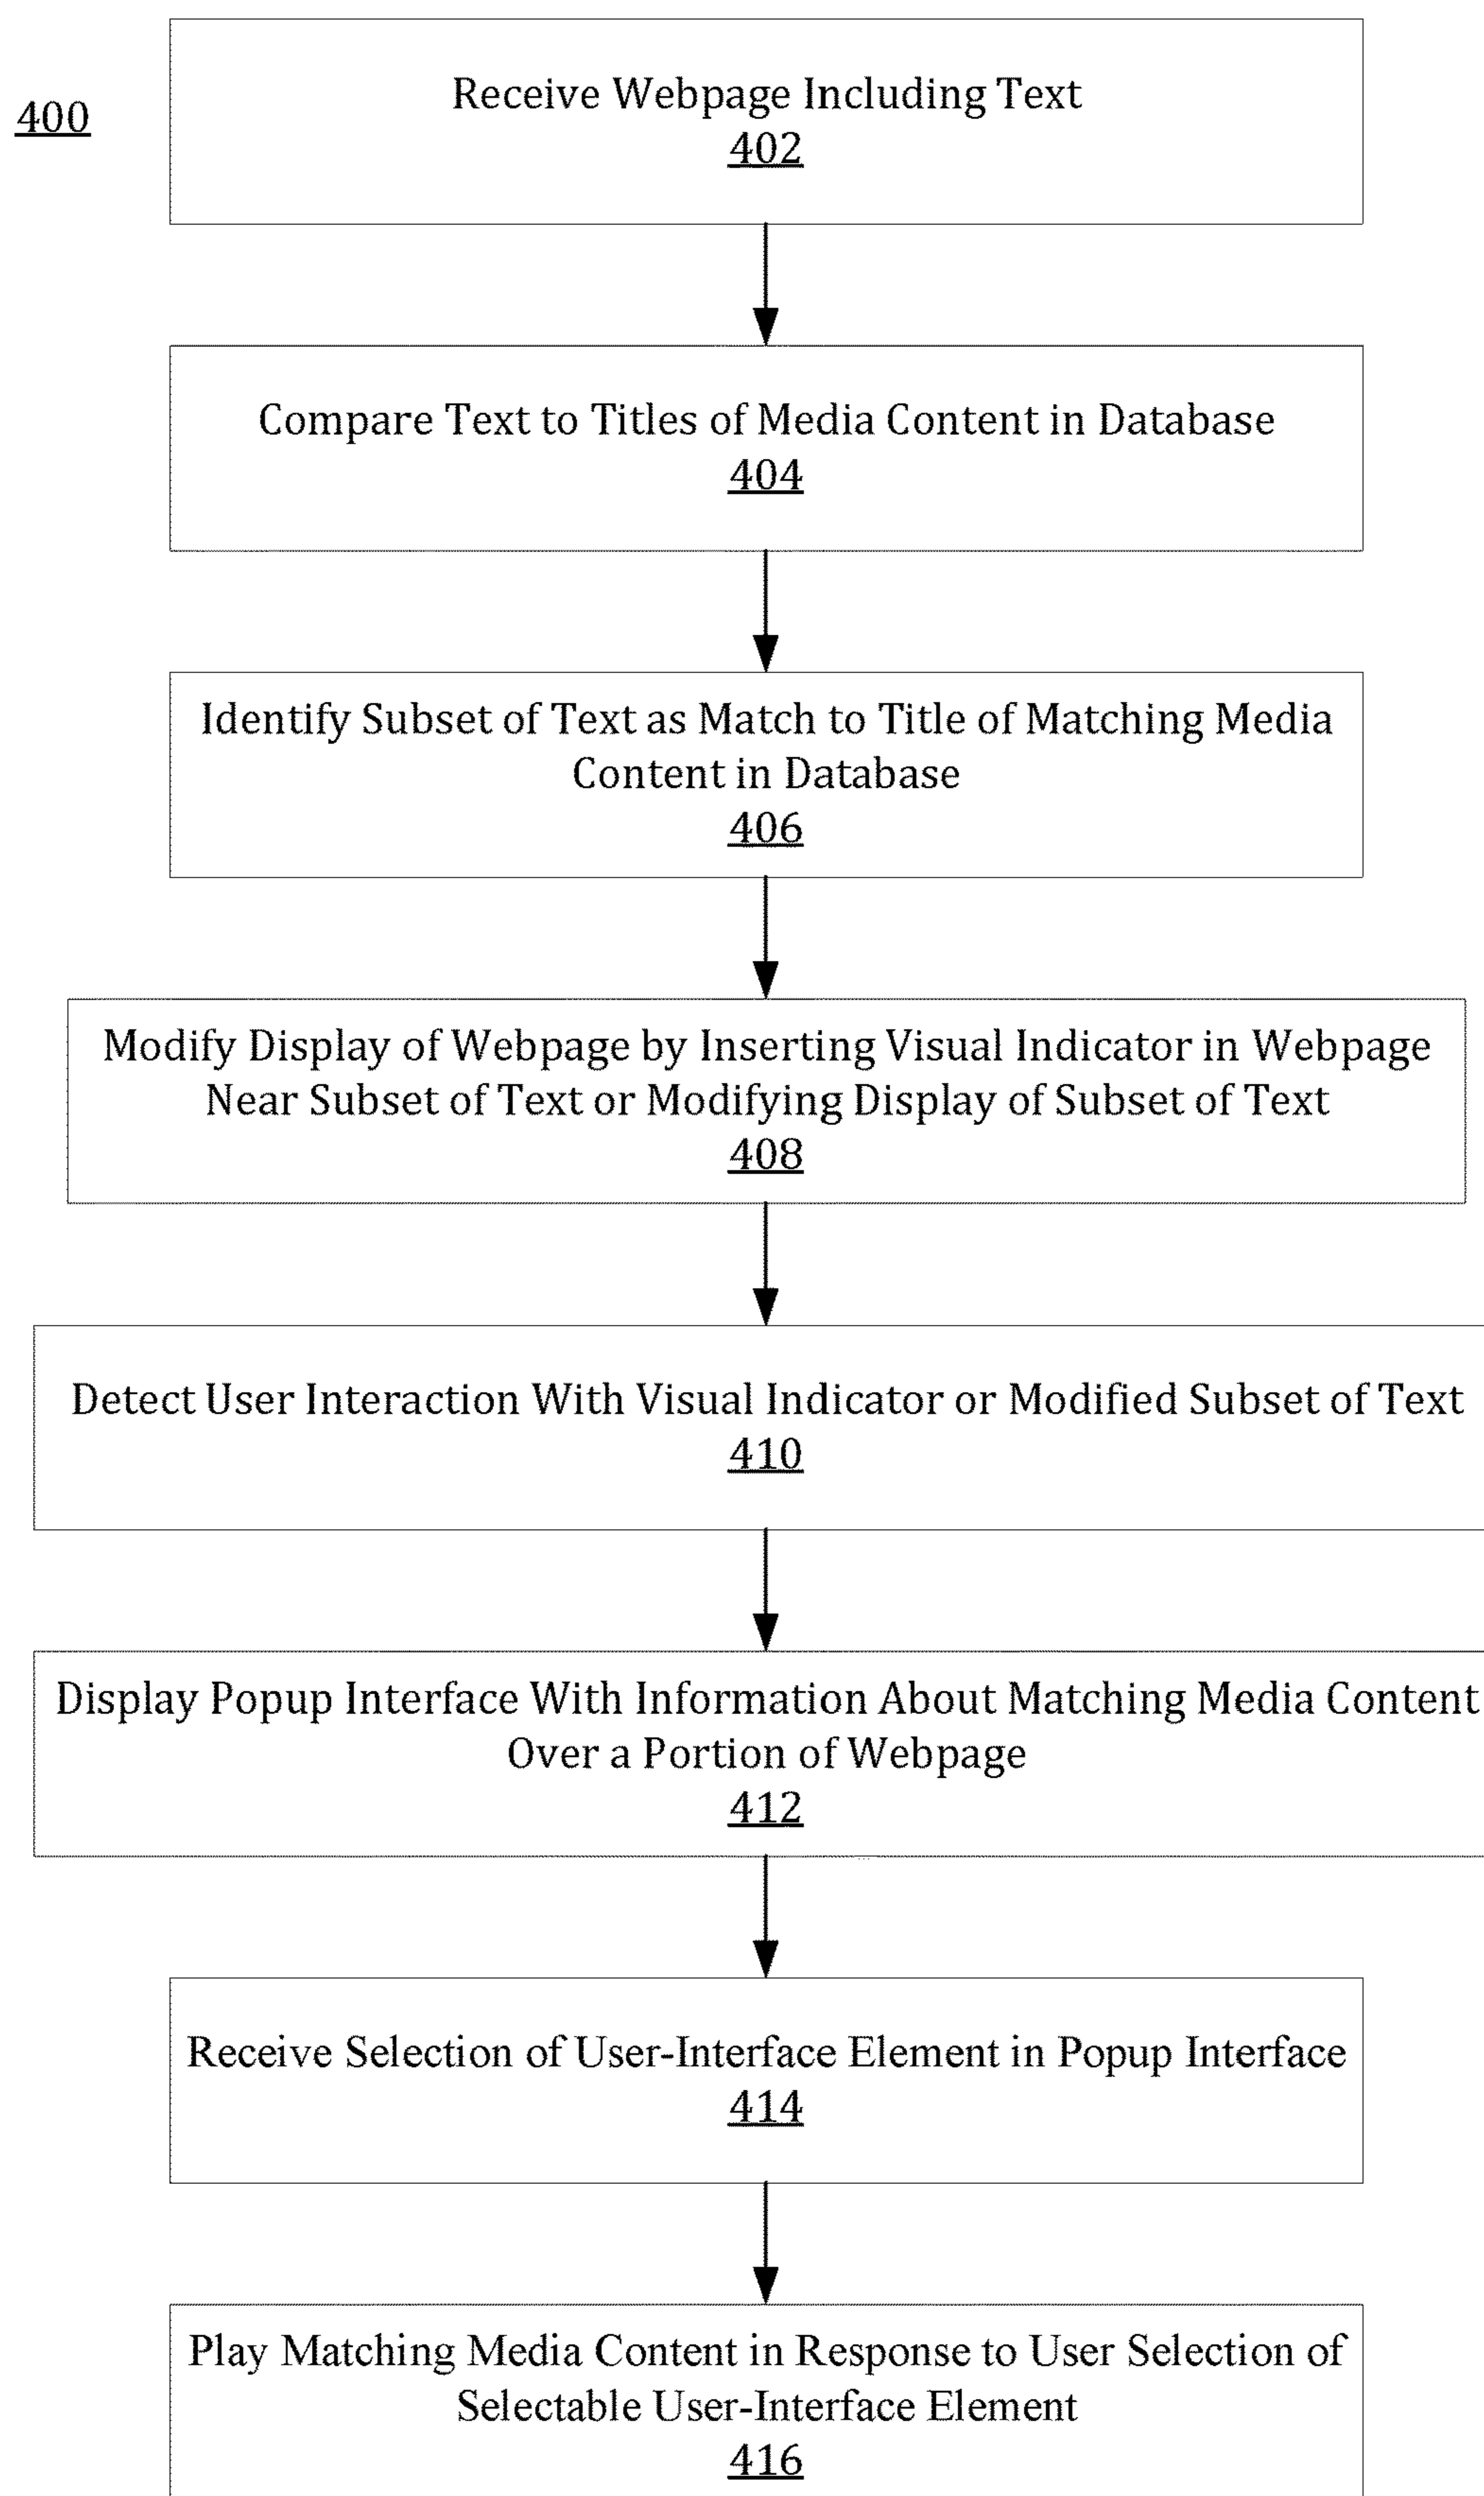 400
Receive Webpage Including Text
402
Compare Text to Titles of Media Content in Database
404
Identify Subset of Text as Match to Title of Matching Media
Content in Database
406
Modify Display of Webpage by Inserting Visual Indicator in Webpage
Near Subset of Text or Modifying Display of Subset of Text
408
Detect User Interaction With Visual Indicator or Modified Subset of Text
410
Display Popup Interface With Information About Matching Media Content
Over a Portion of Webpage
412
Receive Selection of User-Interface Element in Popup Interface
414
Play Matching Media Content in Response to User Selection of
Selectable User-Interface Element
416